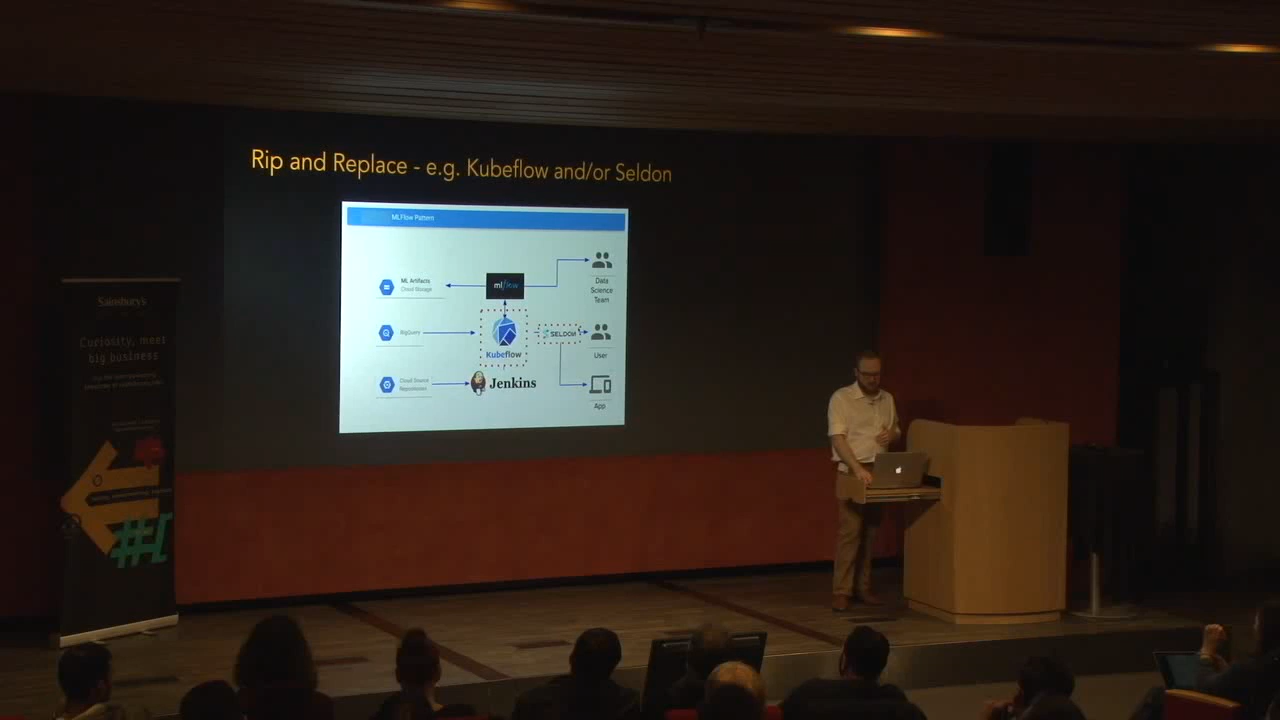 Rip and Replace - e.g. Kubeflow and/or Seldon
MLFlow Pattern
ML Artifacts
Cloud Storage
mlflow
Data
Science
Team
BigQuery
Kubeflow
SELDON
User
Cloud Source
Repositories
Jenkins
App
Sainsbury's
Curiosity, meet
big business
#